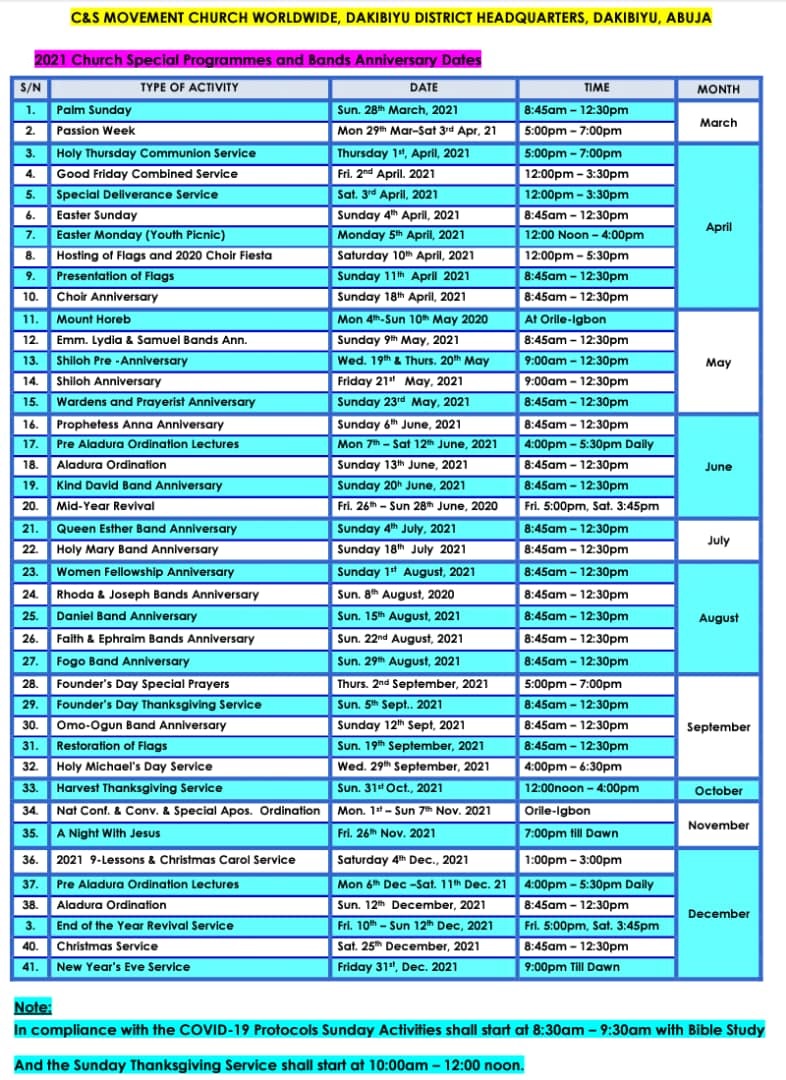 C&S MOVEMENT CHURCH WORLDWIDE, DAKIBIYU DISTRICT HEADQUARTERS, DAKIBIYU, ABUJA
2021 Church Special Programmes and Bands Anniversary Dates
S/N TYPE OF ACTIVITY DATE TIME MONTH
1. Palm Sunday Sun. 28th March, 2021 8:45am – 12:30pm March
2. Passion Week Mon 29th Mar–Sat 3rd Apr, 21 5:00pm – 7:00pm
3. Holy Thursday Communion Service Thursday 1st, April, 2021 5:00pm – 7:00pm April
4. Good Friday Combined Service Fri. 2nd April. 2021 12:00pm – 3:30pm
5. Special Deliverance Service Sat. 3rd April, 2021 12:00pm – 3:30pm
6. Easter Sunday Sunday 4th April, 2021 8:45am – 12:30pm
7. Easter Monday (Youth Picnic) Monday 5th April, 2021 12:00 Noon – 4:00pm
8. Hosting of Flags and 2020 Choir Fiesta Saturday 10th April, 2021 12:00pm – 5:30pm
9. Presentation of Flags Sunday 11th April 2021 8:45am – 12:30pm
10. Choir Anniversary Sunday 18th April, 2021 8:45am – 12:30pm
11. Mount Horeb Mon 4th-Sun 10th May 2020 At Orile-Igbon May
12. Emm. Lydia & Samuel Bands Ann. Sunday 9th May, 2021 8:45am – 12:30pm
13. Shiloh Pre -Anniversary Wed. 19th & Thurs. 20th May 9:00am – 12:30pm
14. Shiloh Anniversary Friday 21st May, 2021 9:00am – 12:30pm
15. Wardens and Prayerist Anniversary Sunday 23rd May, 2021 8:45am – 12:30pm
16. Prophetess Anna Anniversary Sunday 6th June, 2021 8:45am – 12:30pm June
17. Pre Aladura Ordination Lectures Mon 7th – Sat 12th June, 2021 4:00pm – 5:30pm Daily
18. Aladura Ordination Sunday 13th June, 2021 8:45am – 12:30pm
19. Kind David Band Anniversary Sunday 20h June, 2021 8:45am – 12:30pm
20. Mid-Year Revival Fri. 26th – Sun 28th June, 2020 Fri. 5:00pm, Sat. 3:45pm
21. Queen Esther Band Anniversary Sunday 4th July, 2021 8:45am – 12:30pm July
22. Holy Mary Band Anniversary Sunday 18th July 2021 8:45am – 12:30pm
23. Women Fellowship Anniversary Sunday 1st August, 2021 8:45am – 12:30pm August
24. Rhoda & Joseph Bands Anniversary Sun. 8th August, 2020 8:45am – 12:30pm
25. Daniel Band Anniversary Sun. 15th August, 2021 8:45am – 12:30pm
26. Faith & Ephraim Bands Anniversary Sun. 22nd August, 2021 8:45am – 12:30pm
27. Fogo Band Anniversary Sun. 29th August, 2021 8:45am – 12:30pm
28. Founder's Day Special Prayers Thurs. 2nd September, 2021 5:00pm – 7:00pm September
29. Founder's Day Thanksgiving Service Sun. 5th Sept.. 2021 8:45am – 12:30pm
30. Omo-Ogun Band Anniversary Sunday 12th Sept, 2021 8:45am – 12:30pm
31. Restoration of Flags Sun. 19th September, 2021 8:45am – 12:30pm
32. Holy Michael's Day Service Wed. 29th September, 2021 4:00pm – 6:30pm
33. Harvest Thanksgiving Service Sun. 31st Oct., 2021 12:00noon – 4:00pm October
34. Nat Conf. & Conv. & Special Apos. Ordination Mon. 1st – Sun 7th Nov. 2021 Orile-Igbon November
35. A Night With Jesus Fri. 26th Nov. 2021 7:00pm till Dawn
36. 2021 9-Lessons & Christmas Carol Service Saturday 4th Dec., 2021 1:00pm – 3:00pm December
37. Pre Aladura Ordination Lectures Mon 6th Dec –Sat. 11th Dec. 21 4:00pm – 5:30pm Daily
38. Aladura Ordination Sun. 12th December, 2021 8:45am – 12:30pm
3. End of the Year Revival Service Fri. 10th – Sun 12th Dec, 2021 Fri. 5:00pm, Sat. 3:45pm
40. Christmas Service Sat. 25th December, 2021 8:45am – 12:30pm
41. New Year's Eve Service Friday 31st, Dec. 2021 9:00pm Till Dawn
Note:
In compliance with the COVID-19 Protocols Sunday Activities shall start at 8:30am – 9:30am with Bible Study
And the Sunday Thanksgiving Service shall start at 10:00am – 12:00 noon.